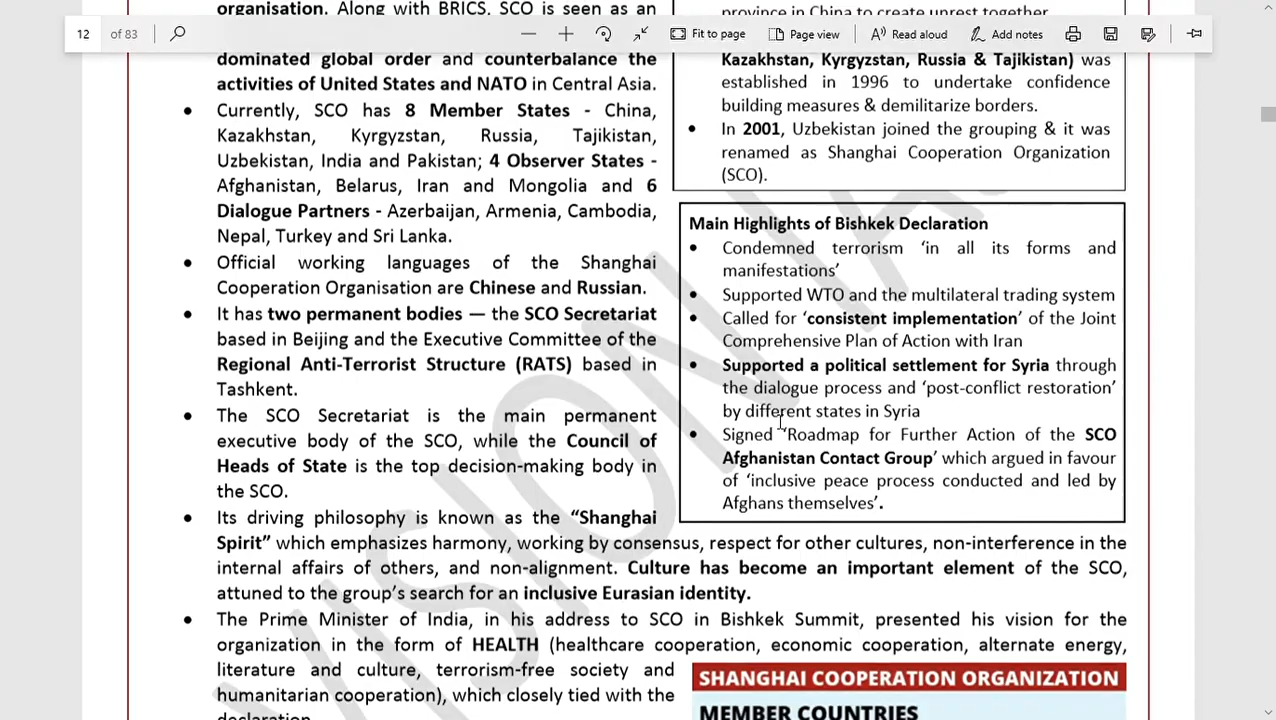 organisation. Along with BRICS, SCO is seen as an
province in China to create unrest together
12 of 83
Fit to page
Page view
Read aloud
Add notes
dominated global order and counterbalance the
activities of United States and NATO in Central Asia.
• Currently, SCO has 8 Member States - China,
Kazakhstan, Kyrgyzstan, Russia, Tajikistan,
Uzbekistan, India and Pakistan; 4 Observer States -
Afghanistan, Belarus, Iran and Mongolia and 6
Dialogue Partners - Azerbaijan, Armenia, Cambodia,
Nepal, Turkey and Sri Lanka.
• Official working languages of the Shanghai
Cooperation Organisation are Chinese and Russian.
• It has two permanent bodies — the SCO Secretariat
based in Beijing and the Executive Committee of the
Regional Anti-Terrorist Structure (RATS) based in
Tashkent.
• The SCO Secretariat is the main permanent
executive body of the SCO, while the Council of
Heads of State is the top decision-making body in
the SCO.
Kazakhstan, Kyrgyzstan, Russia & Tajikistan) was
established in 1996 to undertake confidence
building measures & demilitarize borders.
• In 2001, Uzbekistan joined the grouping & it was
renamed as Shanghai Cooperation Organization
(SCO).
Main Highlights of Bishkek Declaration
• Condemned terrorism ‘in all its forms and
manifestations’
• Supported WTO and the multilateral trading system
• Called for ‘consistent implementation’ of the Joint
Comprehensive Plan of Action with Iran
• Supported a political settlement for Syria through
the dialogue process and ‘post-conflict restoration’
by different states in Syria
• Signed ‘Roadmap for Further Action of the SCO
Afghanistan Contact Group’ which argued in favour
of ‘inclusive peace process conducted and led by
Afghans themselves’.
• Its driving philosophy is known as the “Shanghai
Spirit” which emphasizes harmony, working by consensus, respect for other cultures, non-interference in the
internal affairs of others, and non-alignment. Culture has become an important element of the SCO,
attuned to the group’s search for an inclusive Eurasian identity.
• The Prime Minister of India, in his address to SCO in Bishkek Summit, presented his vision for the
organization in the form of HEALTH (healthcare cooperation, economic cooperation, alternate energy,
literature and culture, terrorism-free society and
humanitarian cooperation), which closely tied with the
declaration.
SHANGHAI COOPERATION ORGANIZATION
MEMBER COUNTRIES
VISION IAS